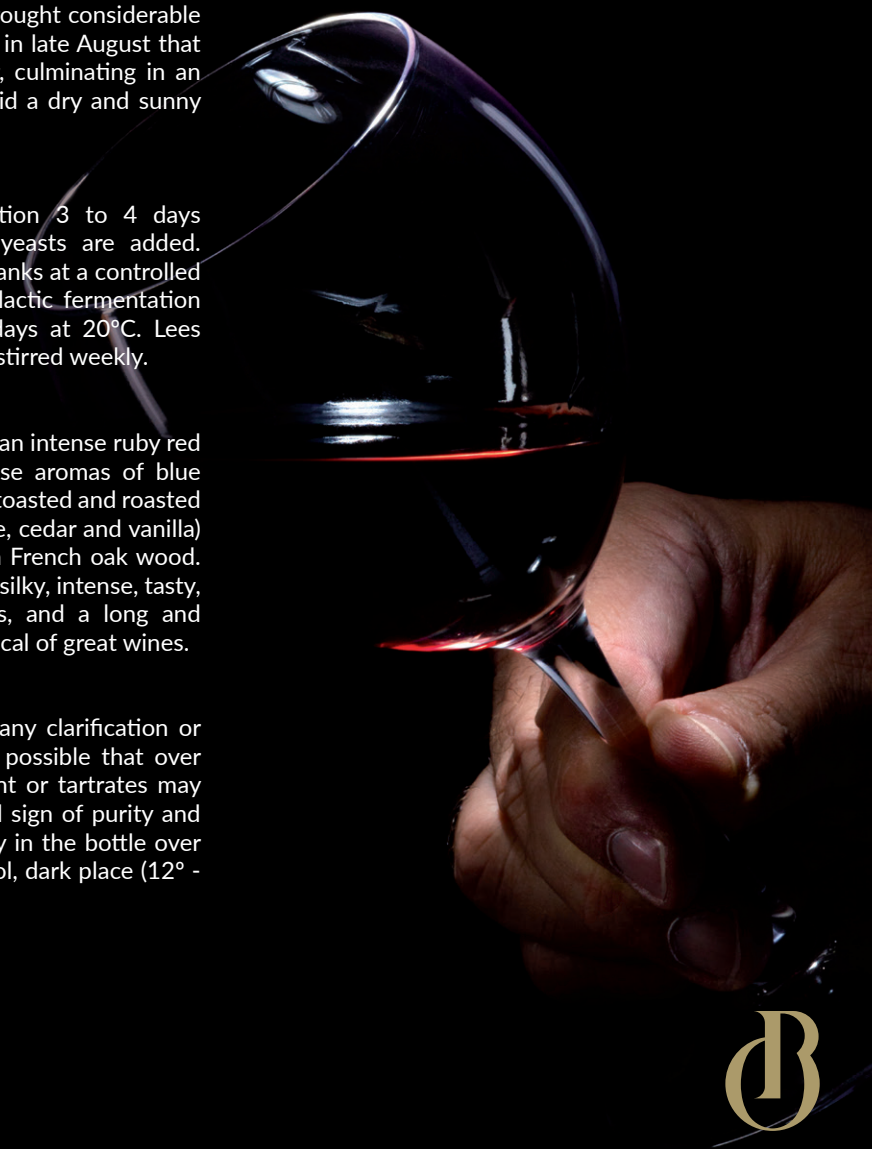 ought considerable
in late August that
, culminating in an
id a dry and sunny
tion 3 to 4 days
yeasts are added.
anks at a controlled
lactic fermentation
days at 20ºC. Lees
stirred weekly.
an intense ruby red
se aromas of blue
toasted and roasted
e, cedar and vanilla)
French oak wood.
silky, intense, tasty,
s, and a long and
cal of great wines.
any clarification or
possible that over
nt or tartrates may
sign of purity and
y in the bottle over
ol, dark place (12º -